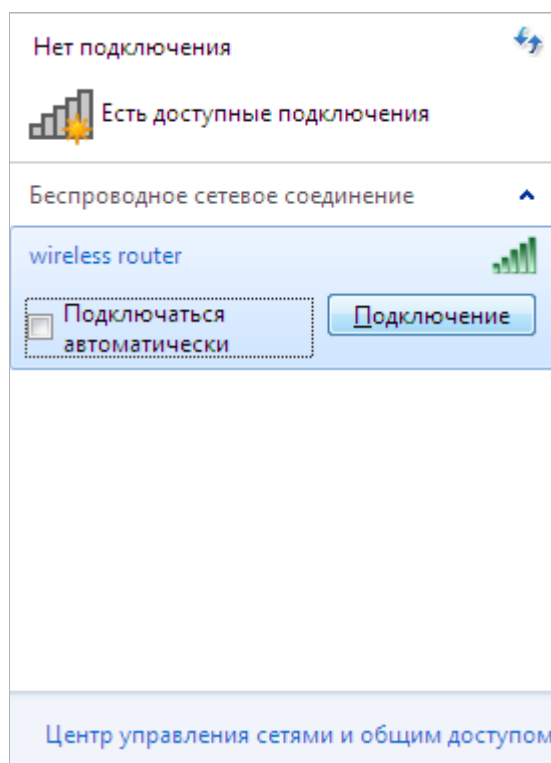 Нет подключения
Есть доступные подключения
Беспроводное сетевое соединение
wireless router
Подключаться
автоматически
Подключение
Центр управления сетями и общим доступом